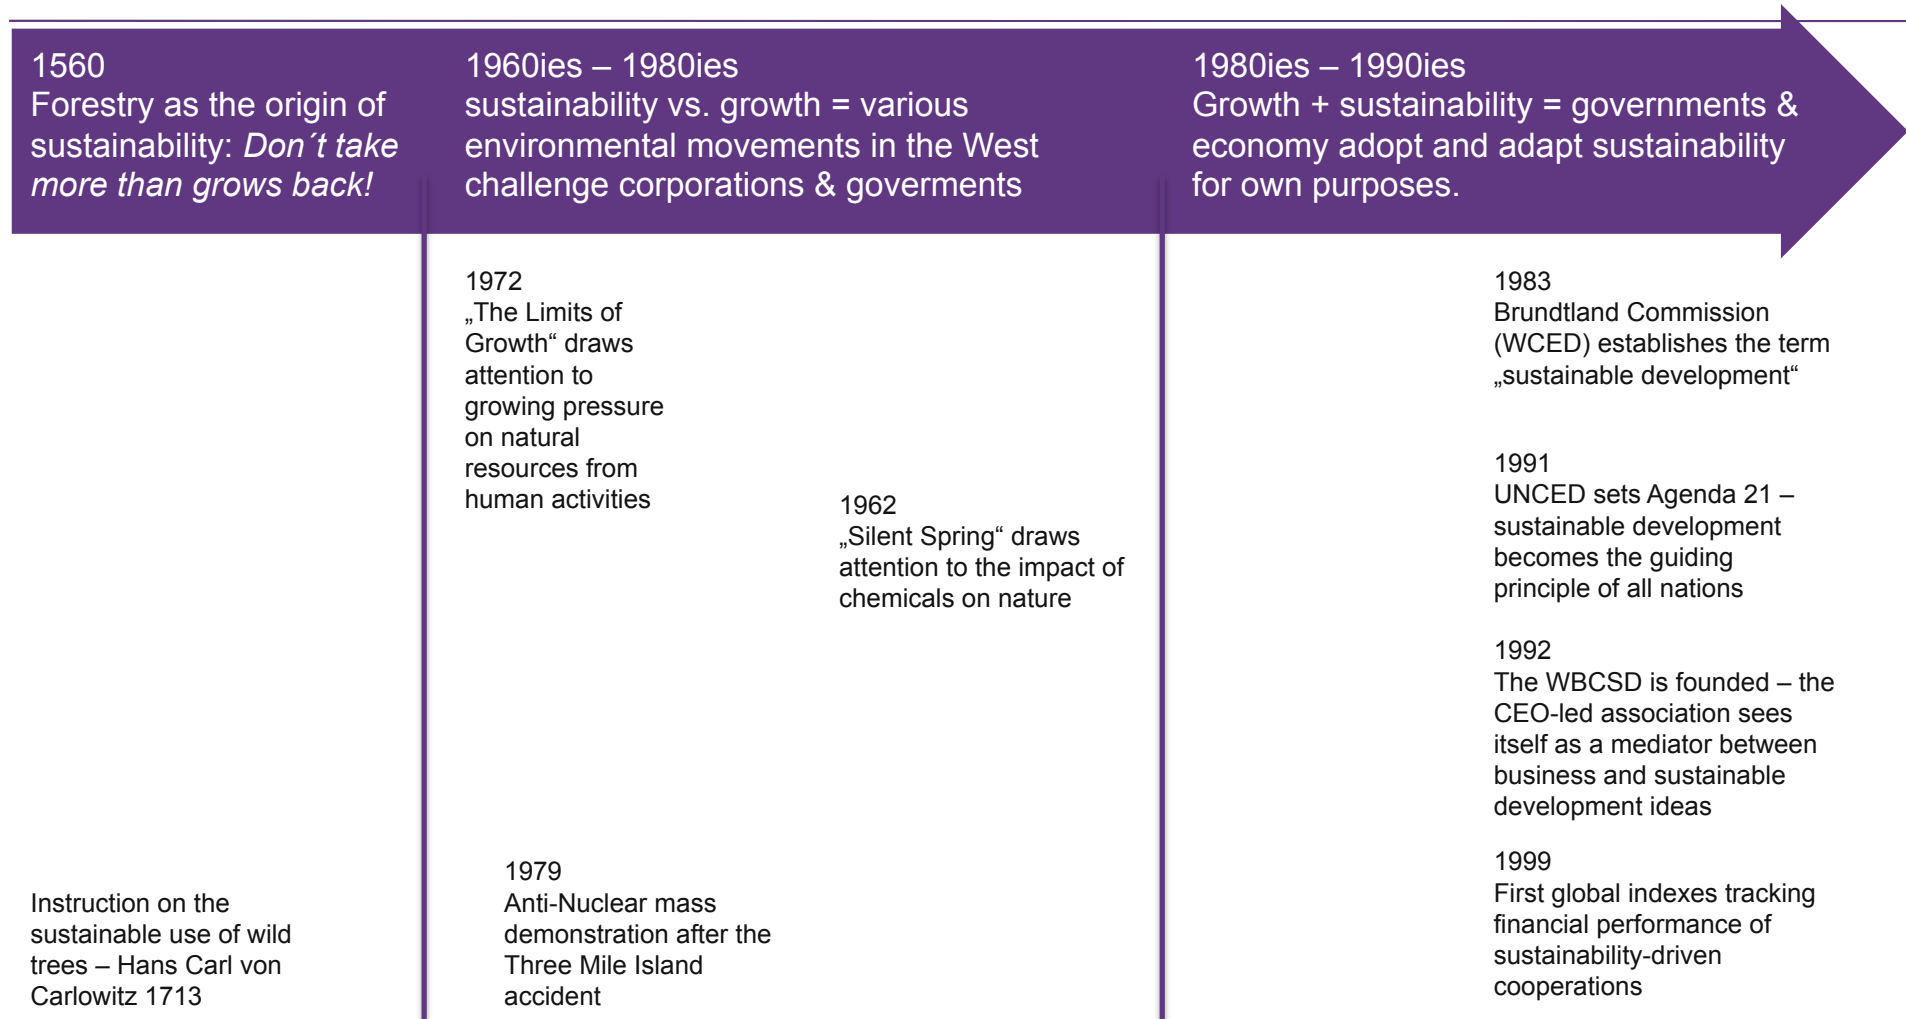 1560
Forestry as the origin of
sustainability: Don´t take
more than grows back!
1960ies – 1980ies
sustainability vs. growth = various
environmental movements in the West
challenge corporations & goverments
1980ies – 1990ies
Growth + sustainability = governments &
economy adopt and adapt sustainability
for own purposes.
Instruction on the
sustainable use of wild
trees – Hans Carl von
Carlowitz 1713
1972
„The Limits of
Growth“ draws
attention to
growing pressure
on natural
resources from
human activities
1962
„Silent Spring“ draws
attention to the impact of
chemicals on nature
1979
Anti-Nuclear mass
demonstration after the
Three Mile Island
accident
1983
Brundtland Commission
(WCED) establishes the term
„sustainable development“
1991
UNCED sets Agenda 21 –
sustainable development
becomes the guiding
principle of all nations
1992
The WBCSD is founded – the
CEO-led association sees
itself as a mediator between
business and sustainable
development ideas
1999
First global indexes tracking
financial performance of
sustainability-driven
cooperations